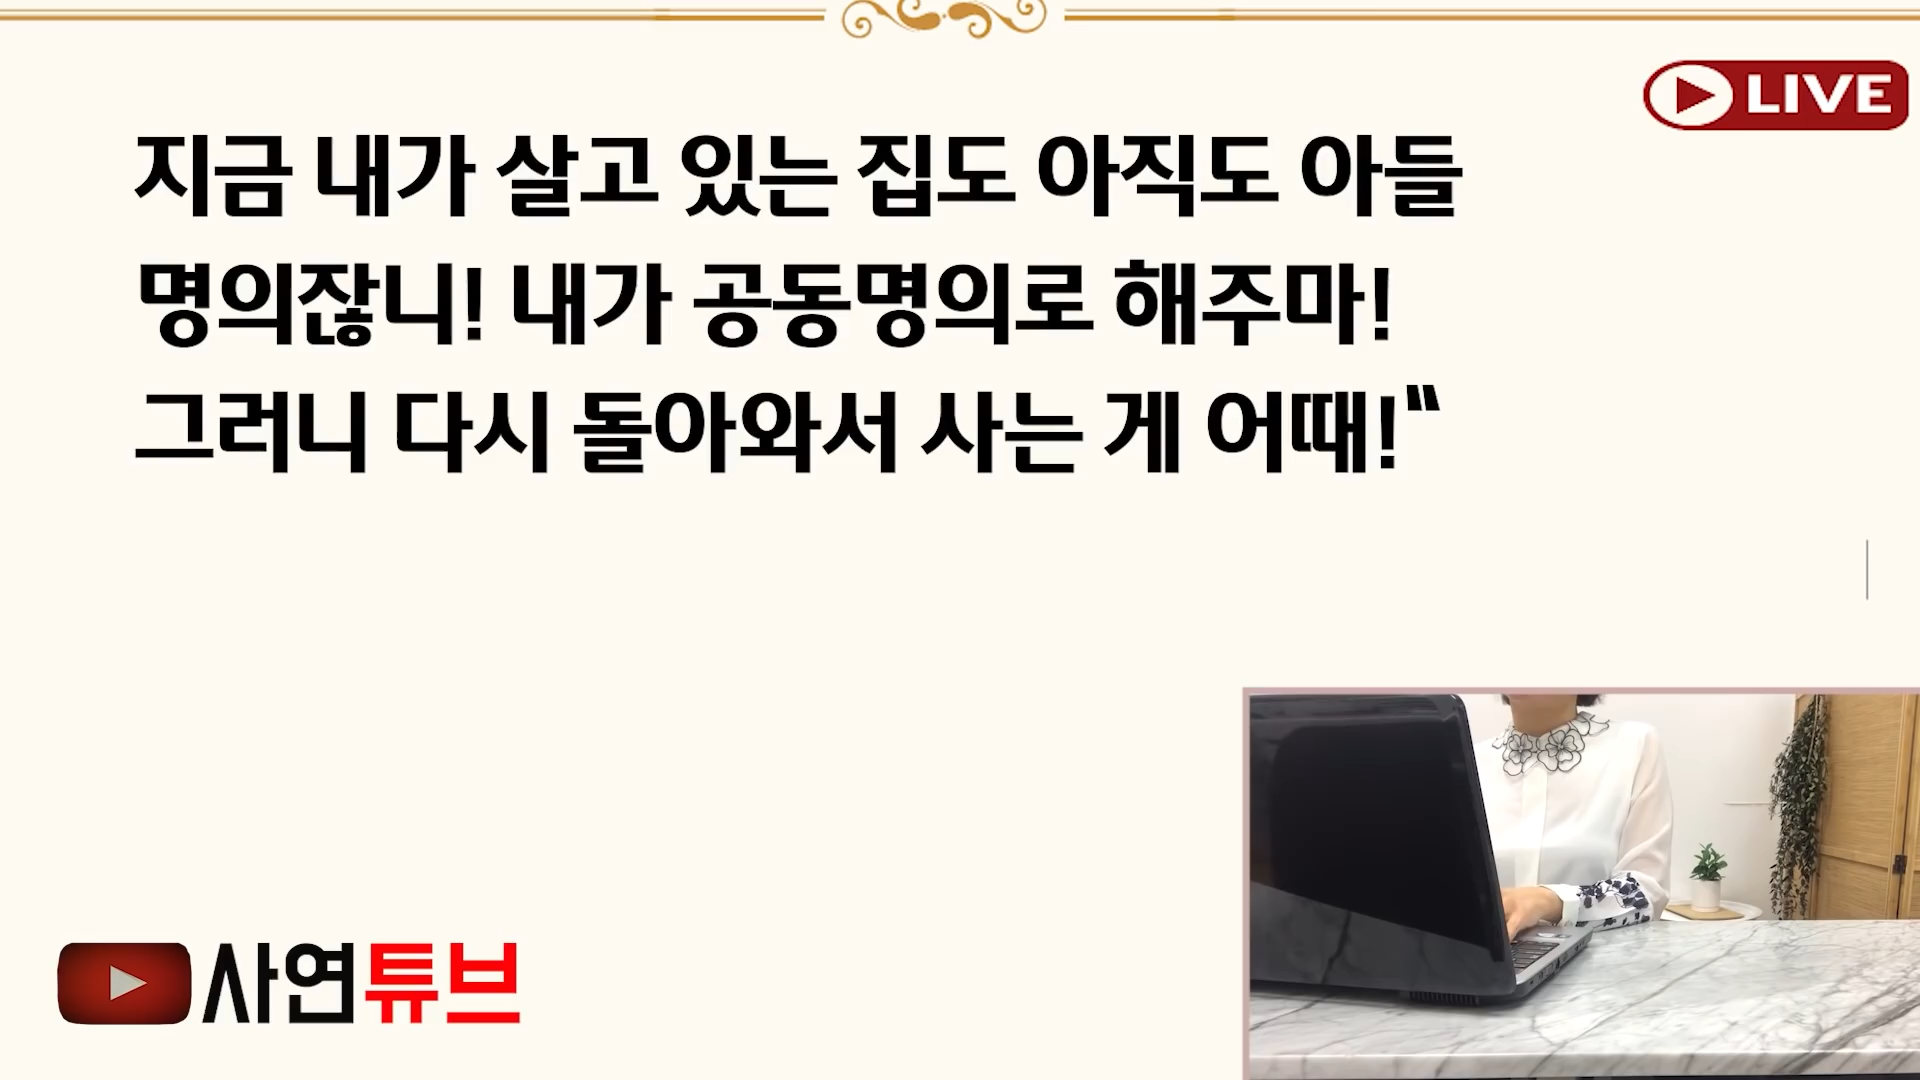 LIVE
지금 내가 살고 있는 집도 아직도 아들
명의잖니! 내가 공동명의로 해주마!
그러니 다시 돌아와서 사는 게 어때!“
사연튜브